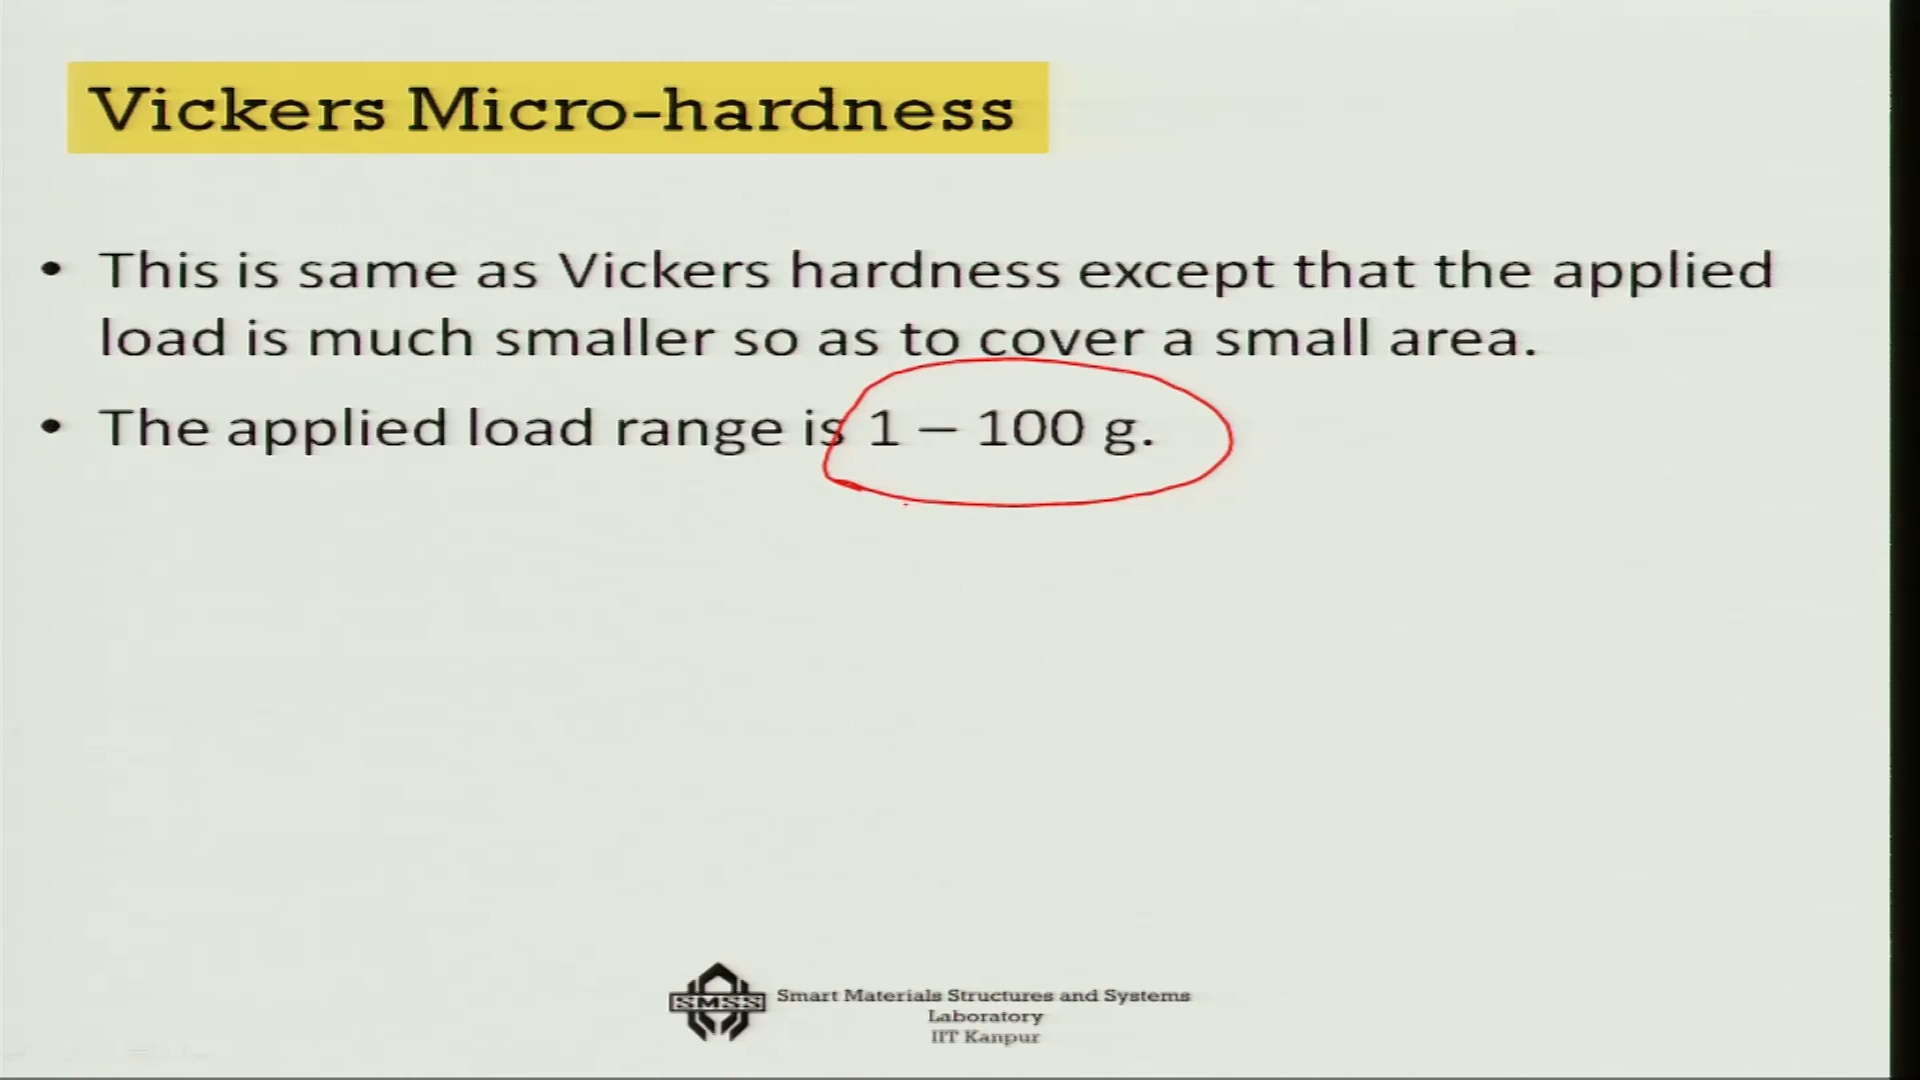 Vickers Micro-hardness
• This is same as Vickers hardness except that the applied
load is much smaller so as to cover a small area.
• The applied load range is 1 – 100 g.
SMSS
Smart Materials Structures and Systems
Laboratory
IIT Kanpur